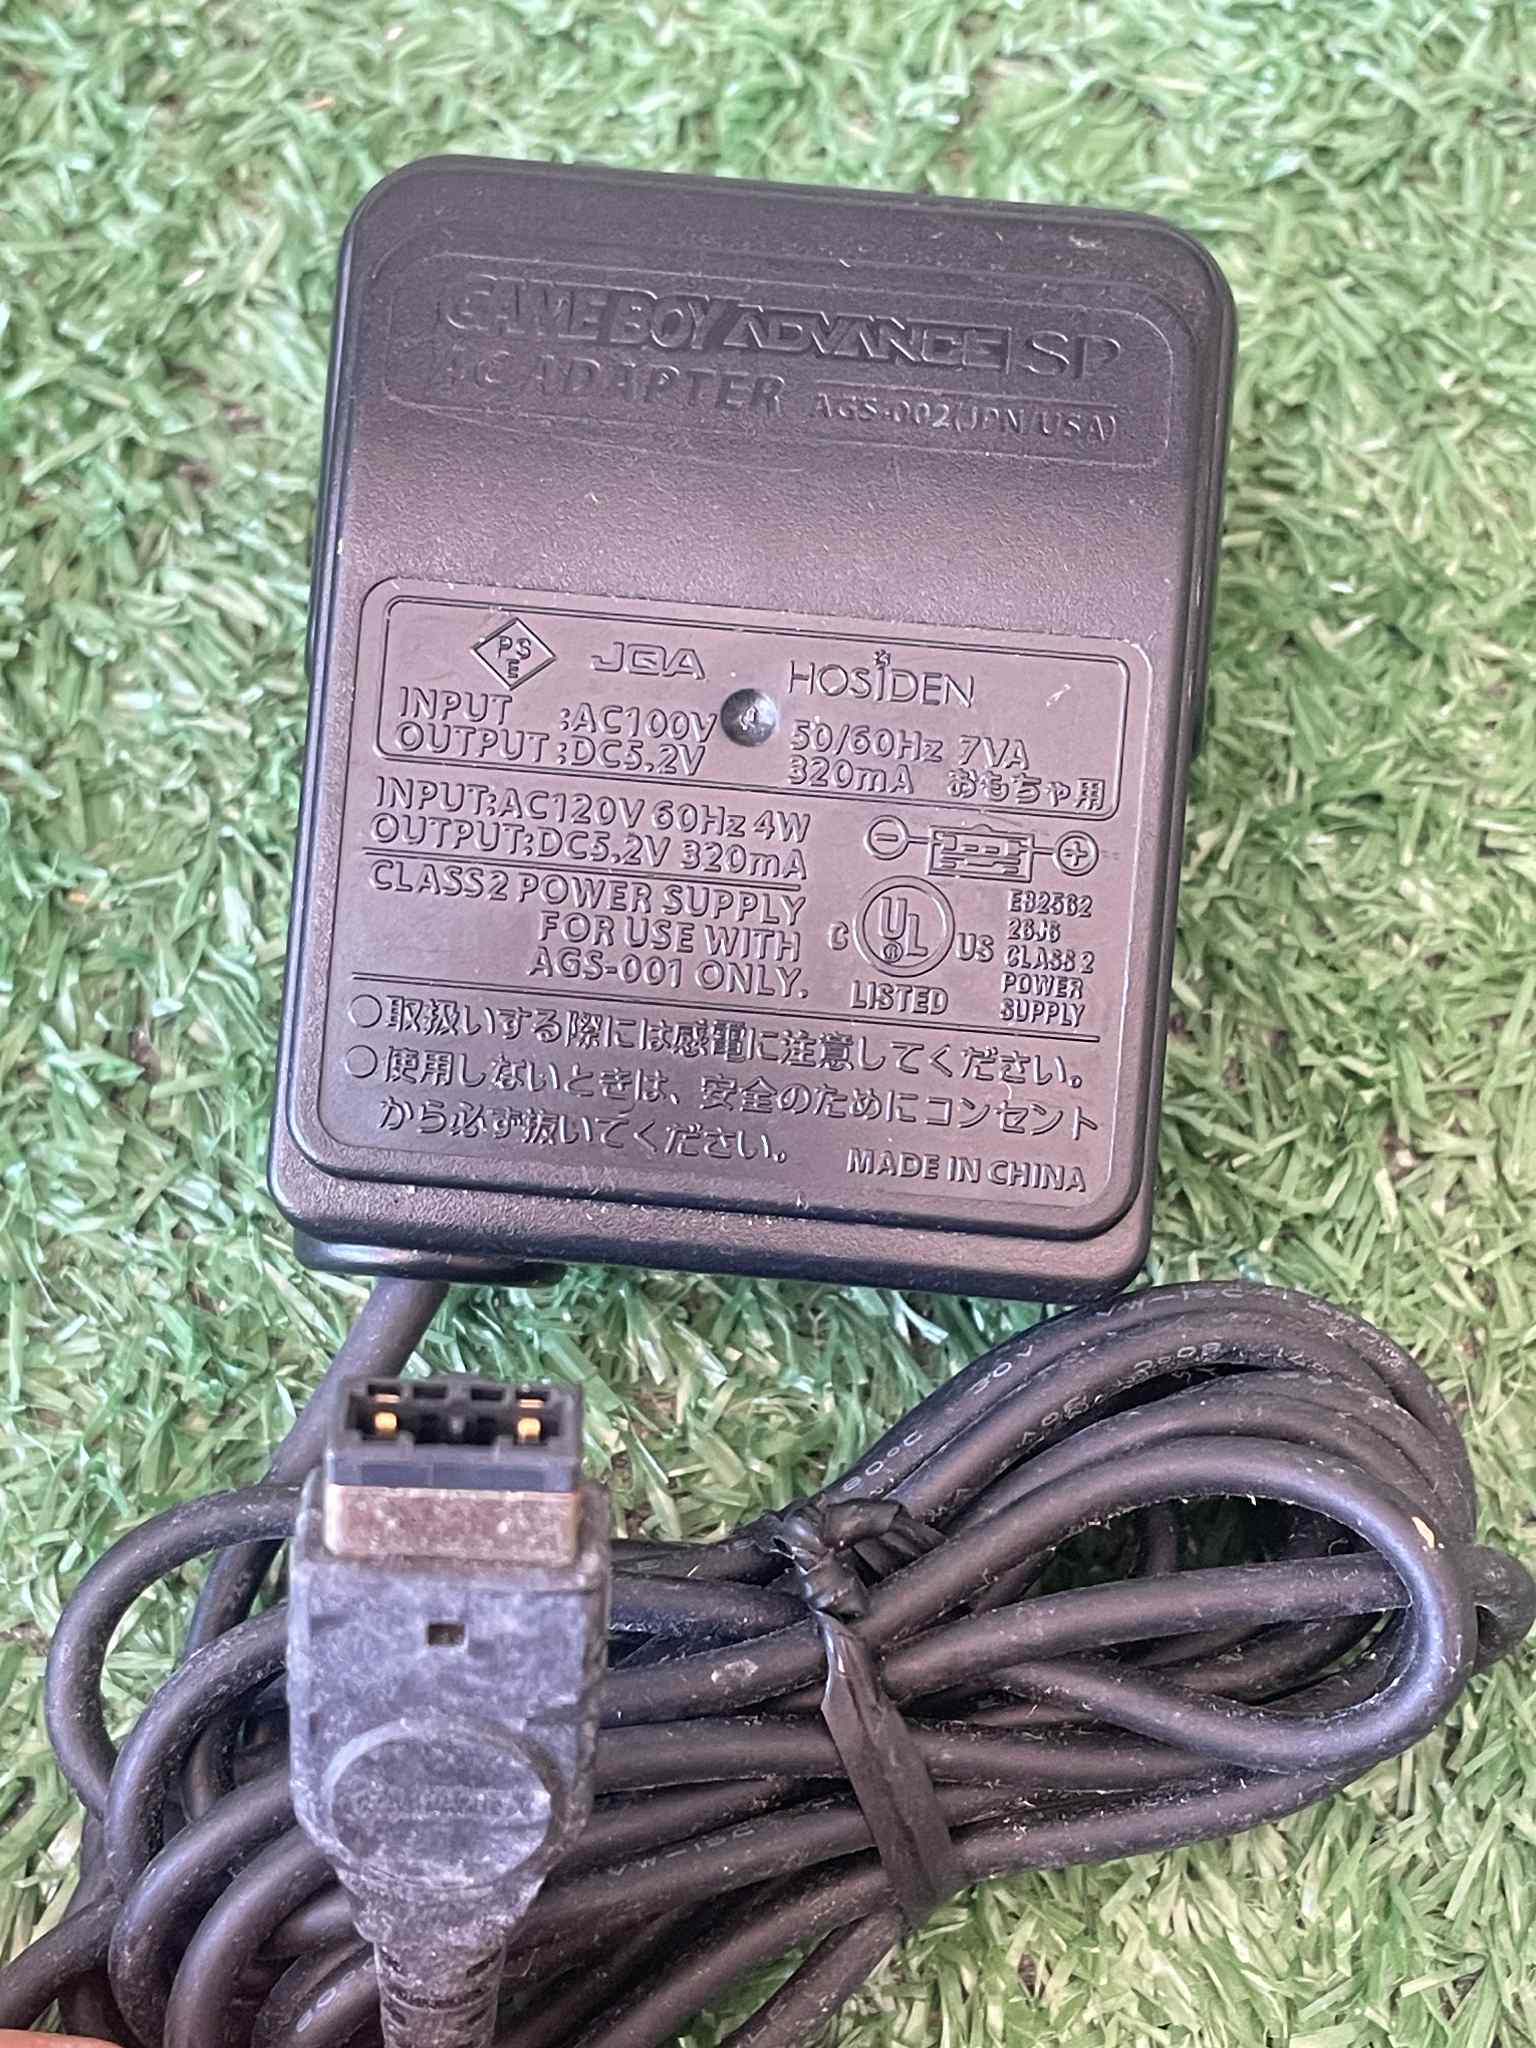 GAME BOY ADVANCE SP
AC ADAPTER AGS-002(JPN/USA)
PS E JQA HOSIDEN
INPUT :AC100V 50/60Hz 7VA
OUTPUT :DC5.2V 320mA おもちゃ用
4
INPUT:AC120V 60Hz 4W
OUTPUT:DC5.2V 320mA
CLASS2 POWER SUPPLY
FOR USE WITH
AGS-001 ONLY.
− +
C UL ® US
LISTED
E82562
26J6
CLASS 2
POWER
SUPPLY
○取扱いする際には感電に注意してください。
○使用しないときは、安全のためにコンセント
から必ず抜いてください。
MADE IN CHINA